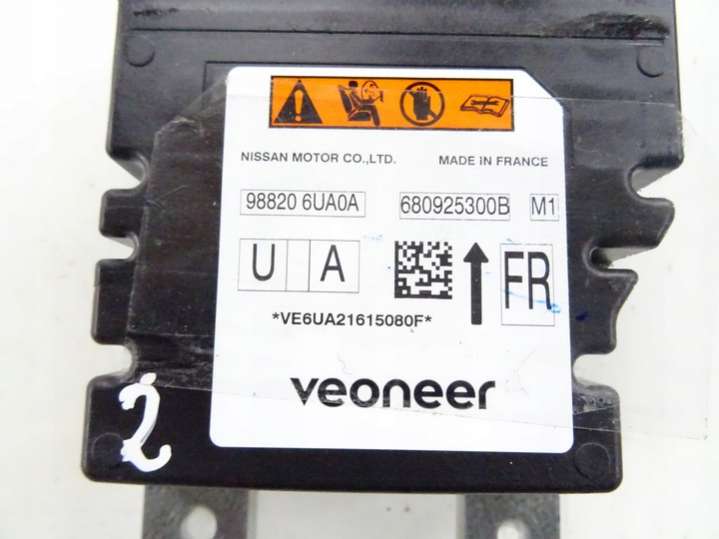 NISSAN MOTOR CO.,LTD. MADE IN FRANCE
98820 6UA0A 680925300B M1
U A FR
*VE6UA21615080F*
veoneer
2